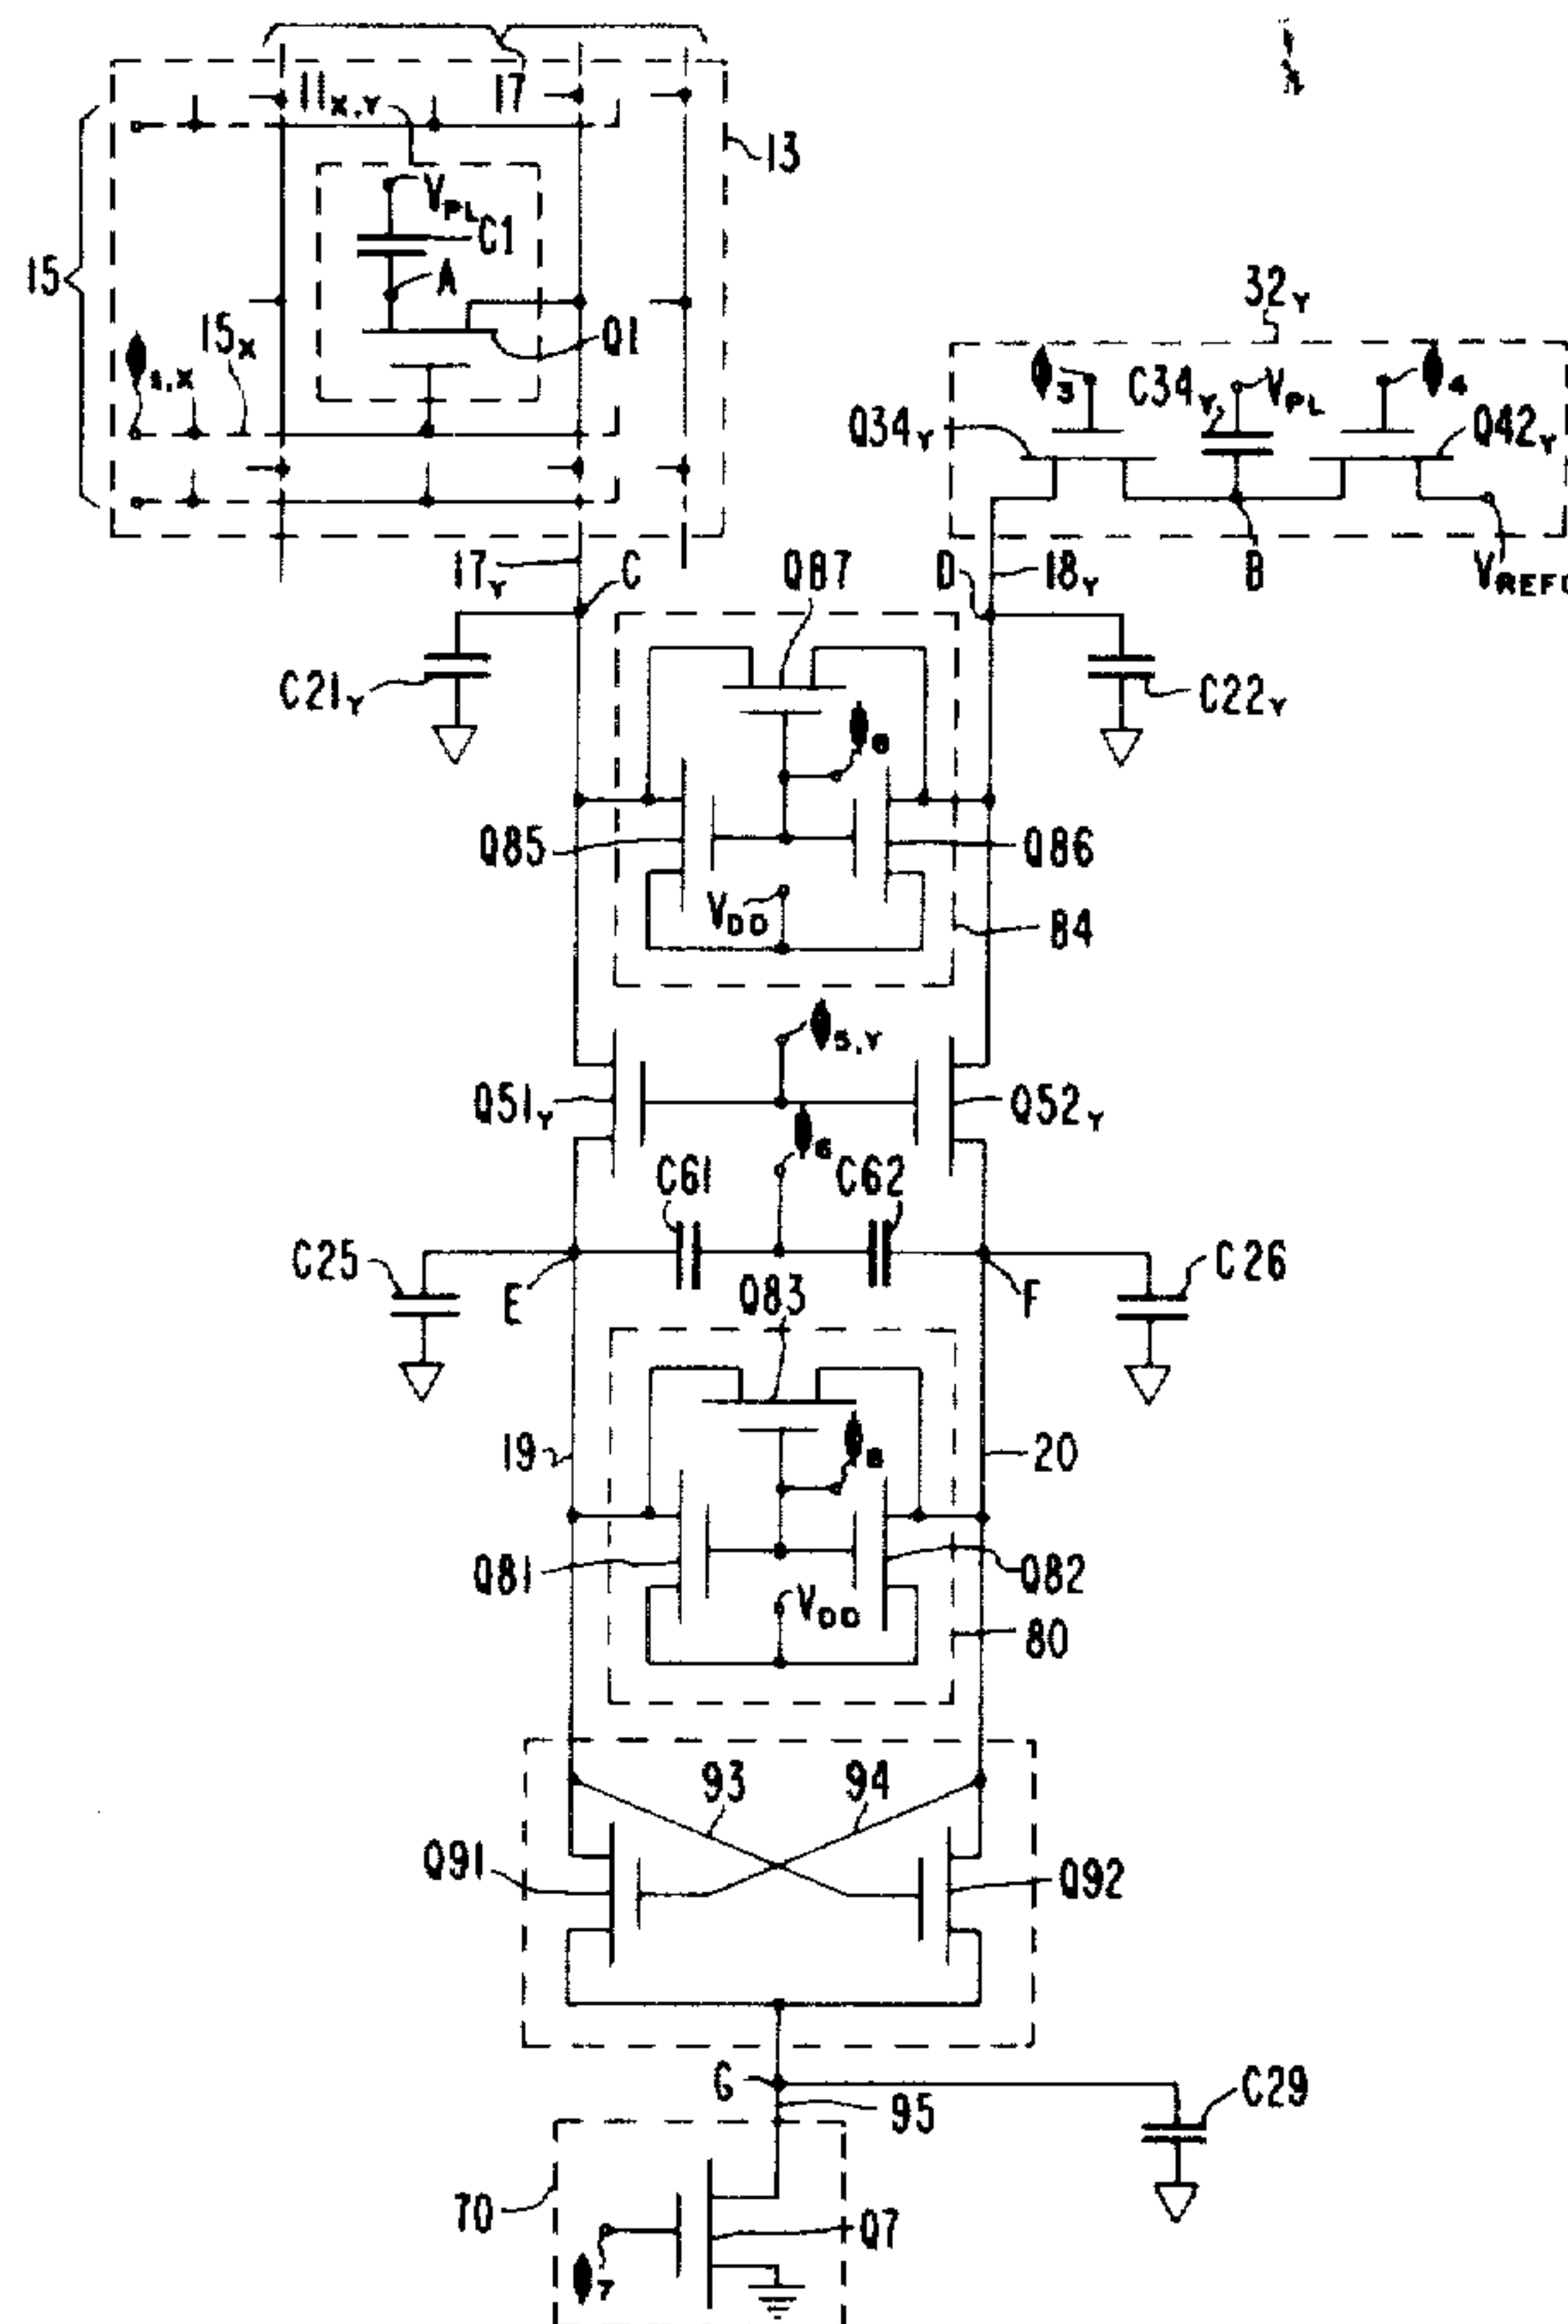 11X,Y
17
13
VPL
C1
A
15
15X
Φ1,X
Q1
32Y
Φ3
C34Y
VPL
Φ4
Q34Y
Q42Y
17Y
C
Q87
D
18Y
B
C21Y
C22Y
Φ8
Q85
Q86
VDD
84
Φ5,Y
Q51Y
Q52Y
Φ6
C61
C62
C25
C26
E
Q83
F
19
Φ8
20
Q81
Q82
VDD
80
93
94
Q91
Q92
G
95
C29
70
Q7
Φ7